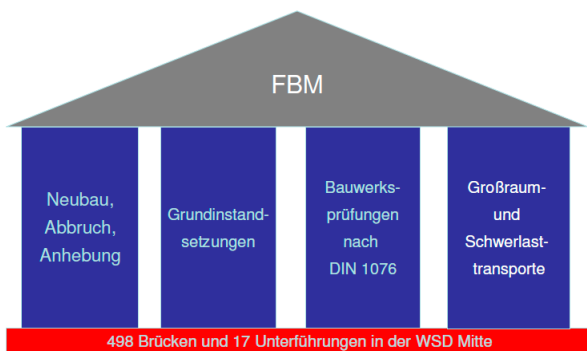 FBM
Neubau,
Abbruch,
Anhebung
Grundinstand-
setzungen
Bauwerks-
prüfungen
nach
DIN 1076
Großraum-
und
Schwerlast-
transporte
498 Brücken und 17 Unterführungen in der WSD Mitte